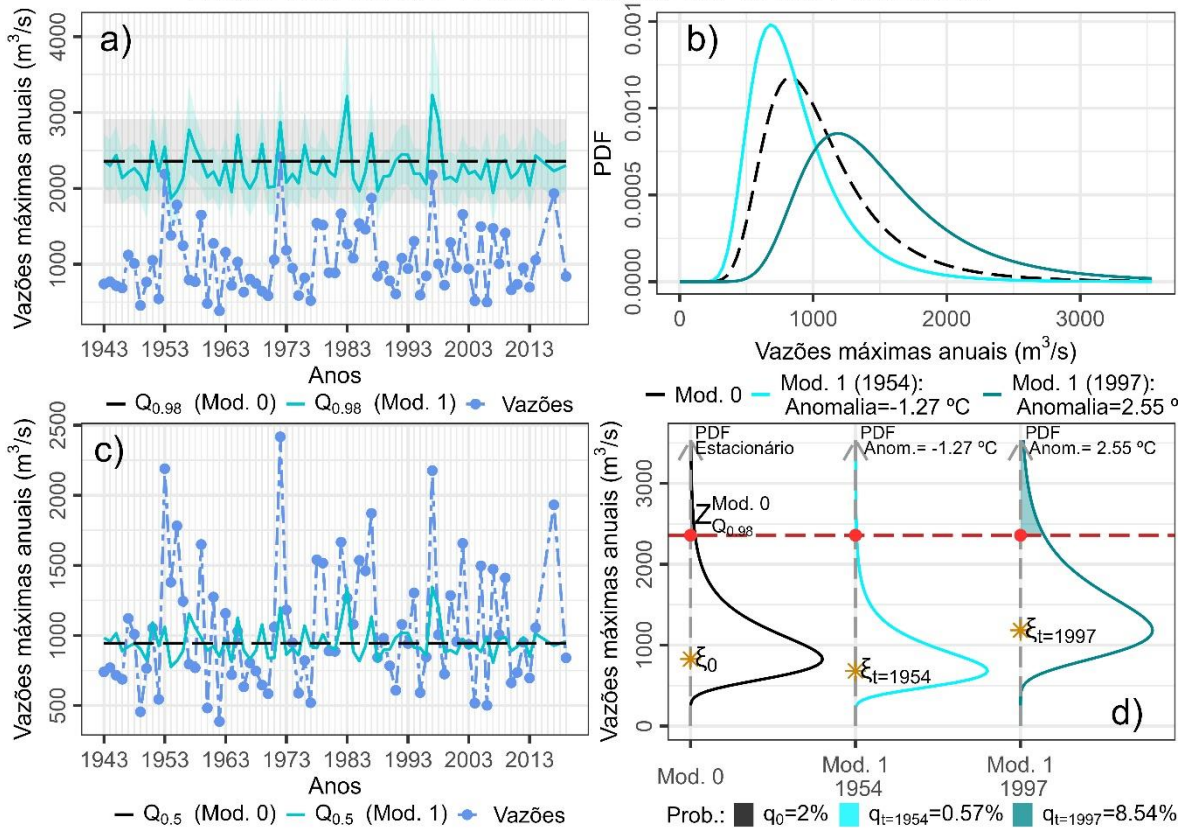 a)
Vazões máximas anuais (m³/s)
4000
3000
2000
1000
1943 1953 1963 1973 1983 1993 2003 2013
Anos
Q0.98 (Mod. 0) Q0.98 (Mod. 1) Vazões
b)
PDF
0.001
0.0010
0.0005
0.0000
0 1000 2000 3000
Vazões máximas anuais (m³/s)
Mod. 0 Mod. 1 (1954): Mod. 1 (1997):
Anomalia=-1.27 ºC Anomalia=2.55 ºC
c)
Vazões máximas anuais (m³/s)
2500
2000
1500
1000
500
1943 1953 1963 1973 1983 1993 2003 2013
Anos
Q0.5 (Mod. 0) Q0.5 (Mod. 1) Vazões
Vazões máximas anuais (m³/s)
3000
2000
1000
0
PDF PDF PDF
Estacionário Anom.= -1.27 ºC Anom.= 2.55 ºC
Z Mod. 0 Q0.98
ξt=1997
ξ0
ξt=1954
d)
Mod. 0 Mod. 1 Mod. 1
1954 1997
Prob.: q0=2% qt=1954=0.57% qt=1997=8.54%